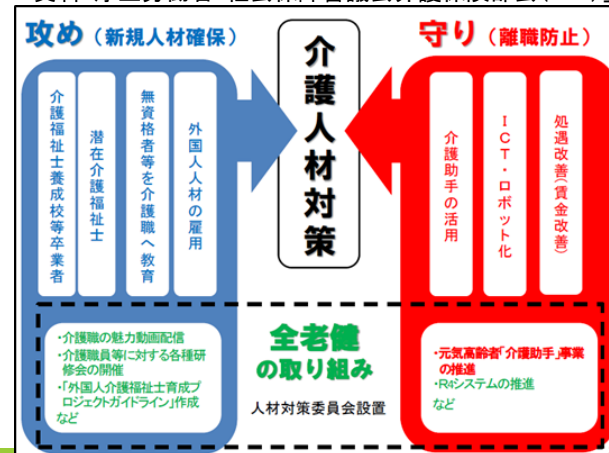 攻め（新規人材確保）
介護福祉士養成校等卒業者
潜在介護福祉士
無資格者等を介護職へ教育
外国人人材の雇用
介護人材対策
守り（離職防止）
介護助手の活用
ICT・ロボット化
処遇改善（賃金改善）
・介護職の魅力動画配信
・介護職員等に対する各種研
修会の開催
・「外国人介護福祉士育成プ
ロジェクトガイドライン」作成
など
全老健
の取り組み
人材対策委員会設置
・元気高齢者「介護助手」事業
の推進
・R4システムの推進
など